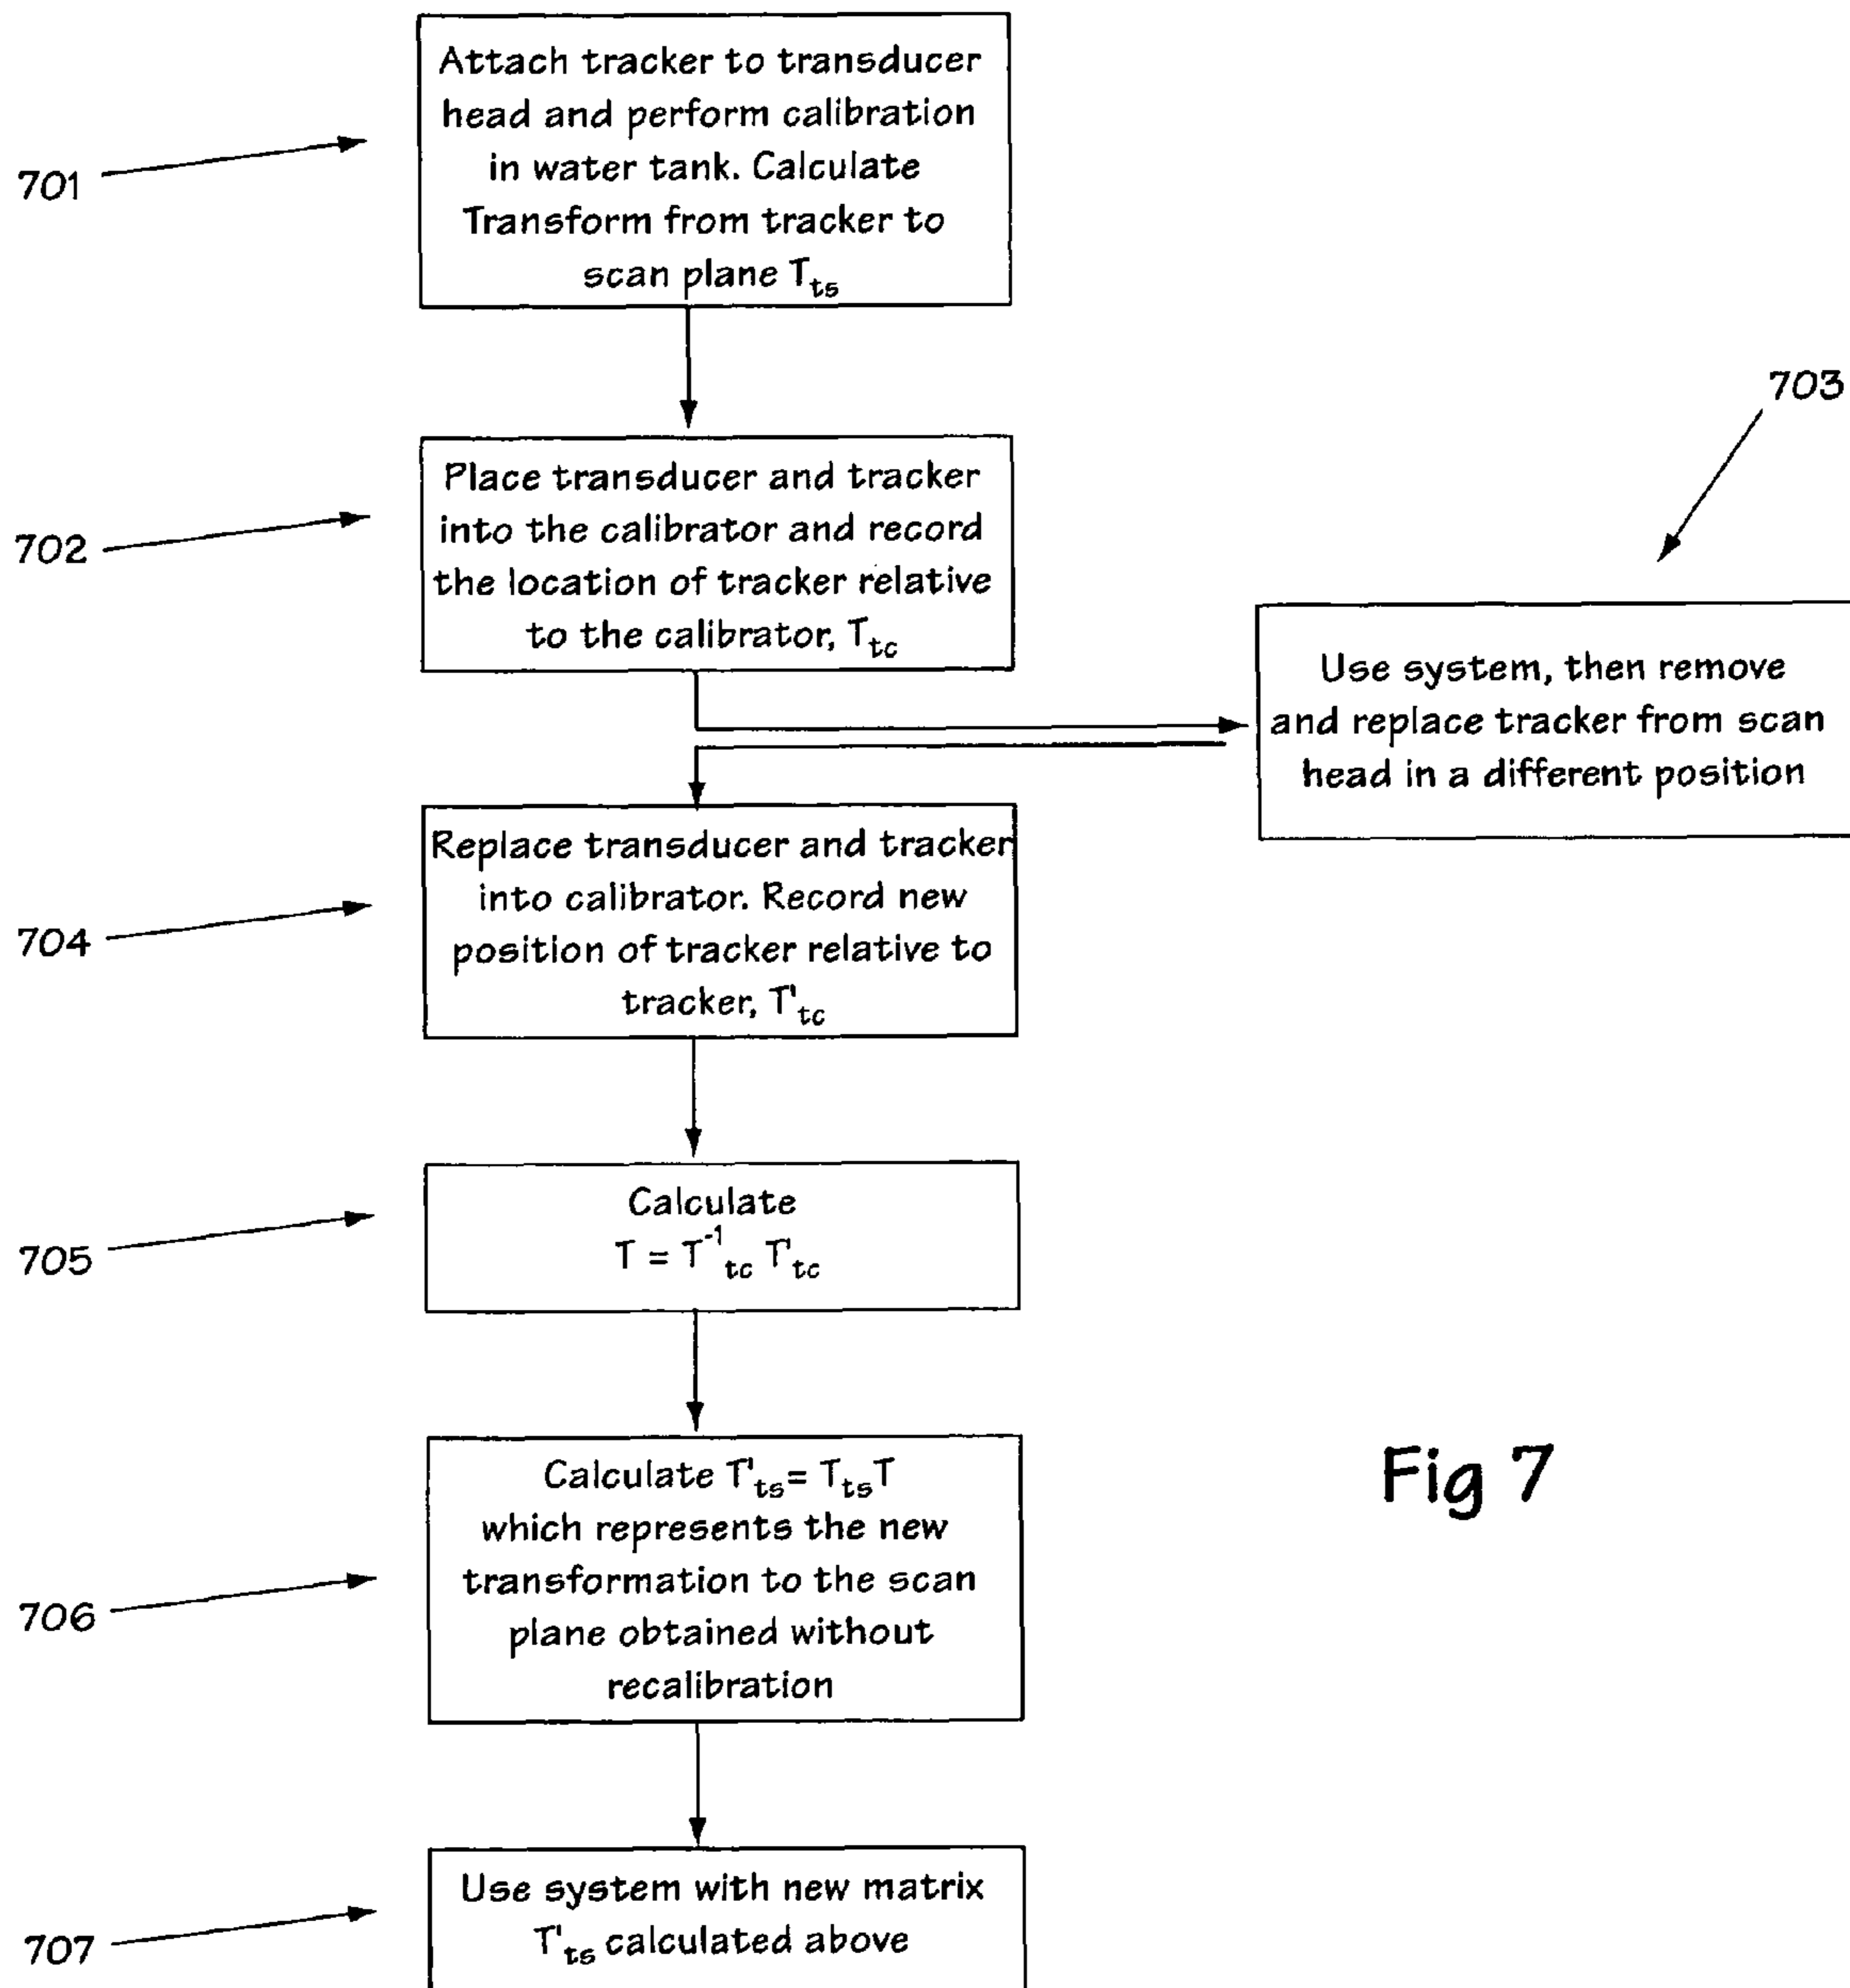 701
Attach tracker to transducer
head and perform calibration
in water tank. Calculate
Transform from tracker to
scan plane T_ts
702
Place transducer and tracker
into the calibrator and record
the location of tracker relative
to the calibrator, T_tc
703
Use system, then remove
and replace tracker from scan
head in a different position
704
Replace transducer and tracker
into calibrator. Record new
position of tracker relative to
tracker, T'_tc
705
Calculate
T = T^-1_tc T'_tc
706
Calculate T'_ts = T_ts T
which represents the new
transformation to the scan
plane obtained without
recalibration
707
Use system with new matrix
T'_ts calculated above
Fig 7